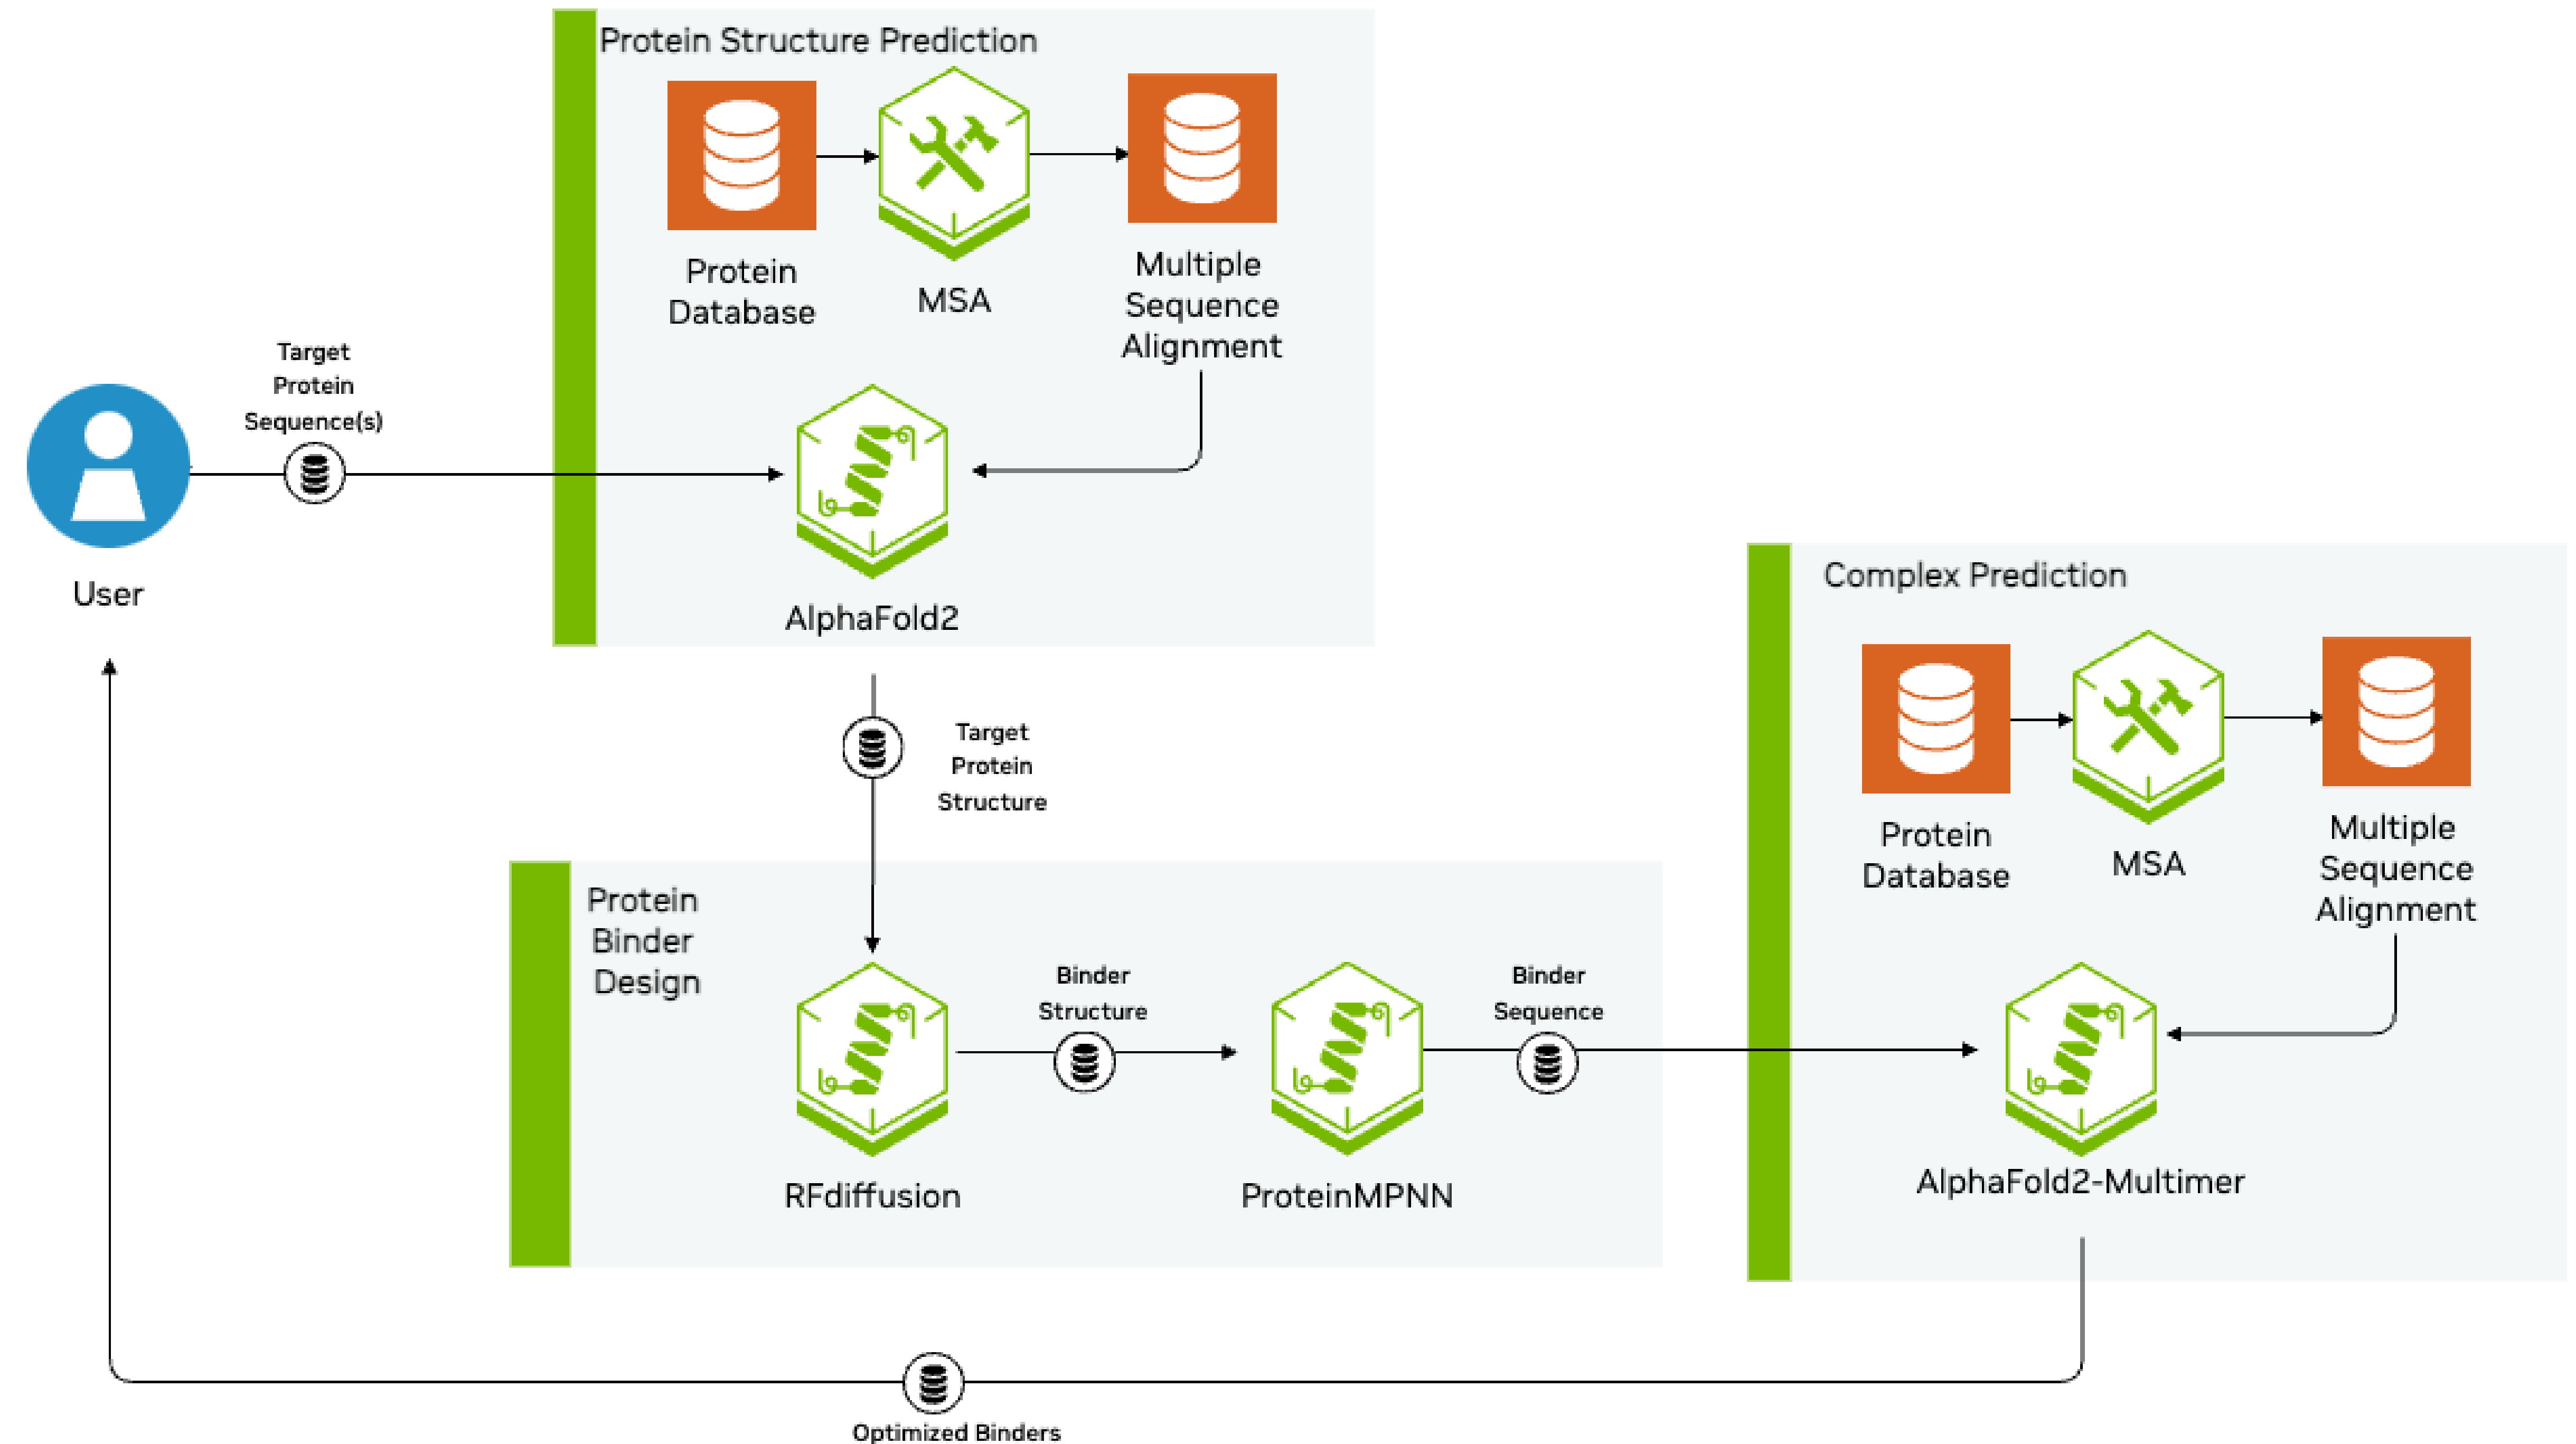 Protein Structure Prediction
Protein
Database
MSA
Multiple
Sequence
Alignment
Target
Protein
Sequence(s)
User
AlphaFold2
Target
Protein
Structure
Complex Prediction
Protein
Database
MSA
Multiple
Sequence
Alignment
Protein
Binder
Design
Binder
Structure
Binder
Sequence
RFdiffusion
ProteinMPNN
AlphaFold2-Multimer
Optimized Binders